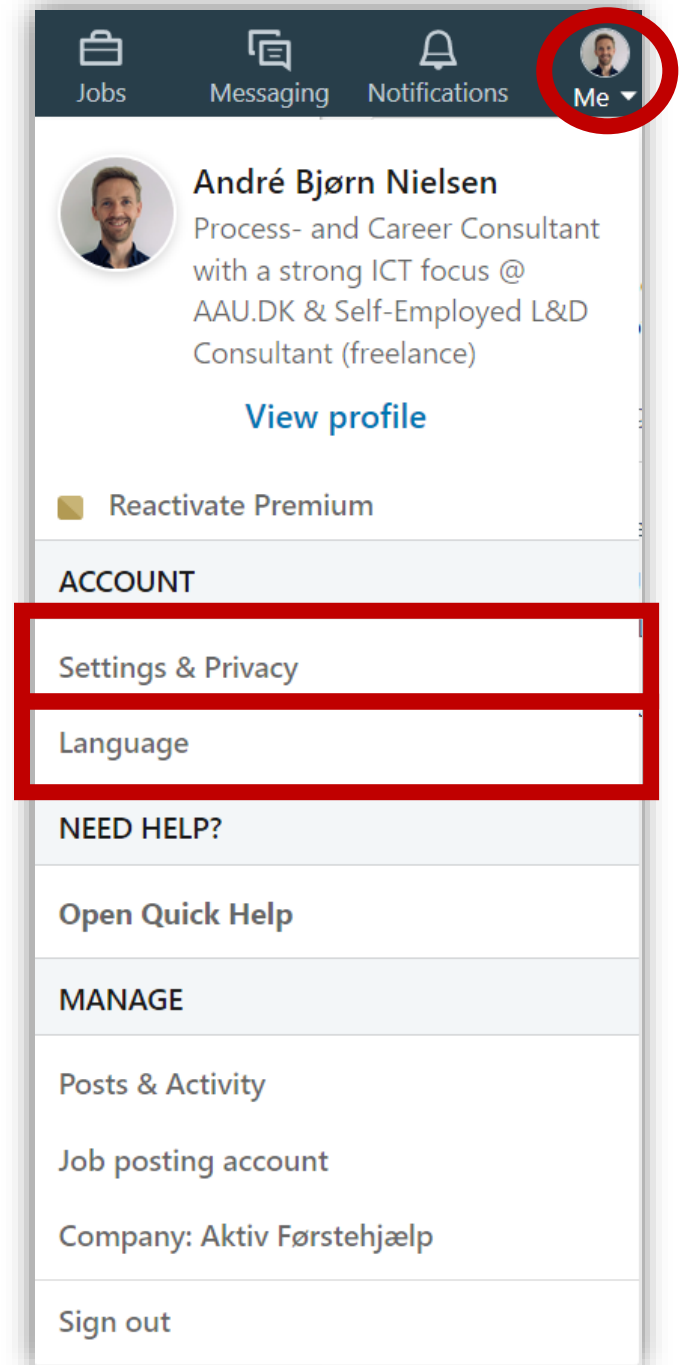 Jobs Messaging Notifications Me
André Bjørn Nielsen
Process- and Career Consultant
with a strong ICT focus @
AAU.DK & Self-Employed L&D
Consultant (freelance)
View profile
Reactivate Premium
ACCOUNT
Settings & Privacy
Language
NEED HELP?
Open Quick Help
MANAGE
Posts & Activity
Job posting account
Company: Aktiv Førstehjælp
Sign out